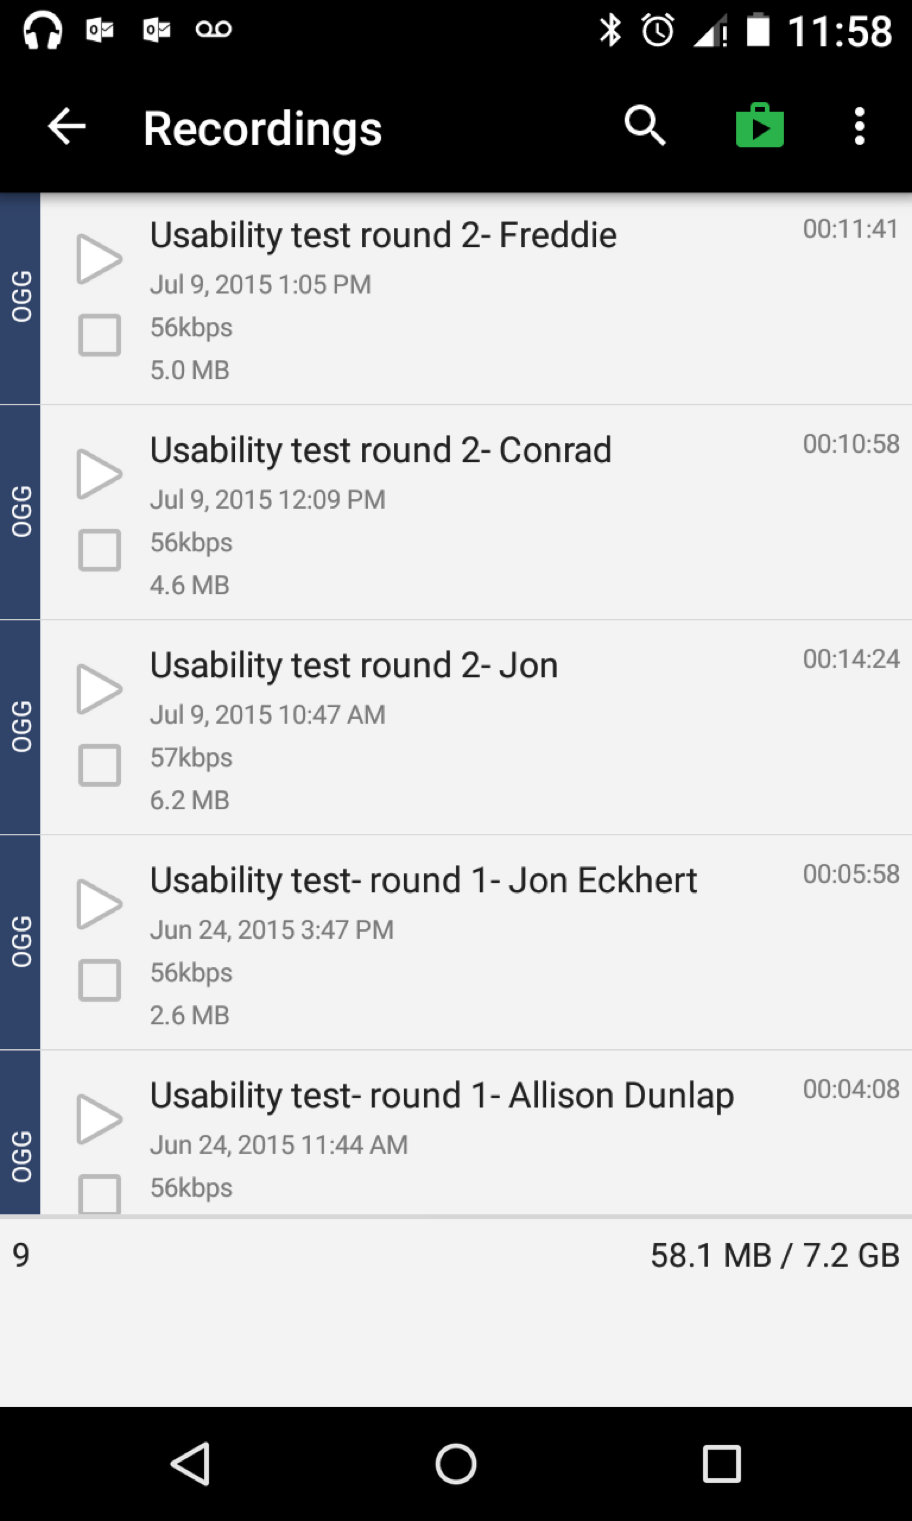 11:58
Recordings
Usability test round 2- Freddie
00:11:41
Jul 9, 2015 1:05 PM
OGG
56kbps
5.0 MB
Usability test round 2- Conrad
00:10:58
Jul 9, 2015 12:09 PM
OGG
56kbps
4.6 MB
Usability test round 2- Jon
00:14:24
Jul 9, 2015 10:47 AM
OGG
57kbps
6.2 MB
Usability test- round 1- Jon Eckhert
00:05:58
Jun 24, 2015 3:47 PM
OGG
56kbps
2.6 MB
Usability test- round 1- Allison Dunlap
00:04:08
Jun 24, 2015 11:44 AM
OGG
56kbps
9
58.1 MB / 7.2 GB